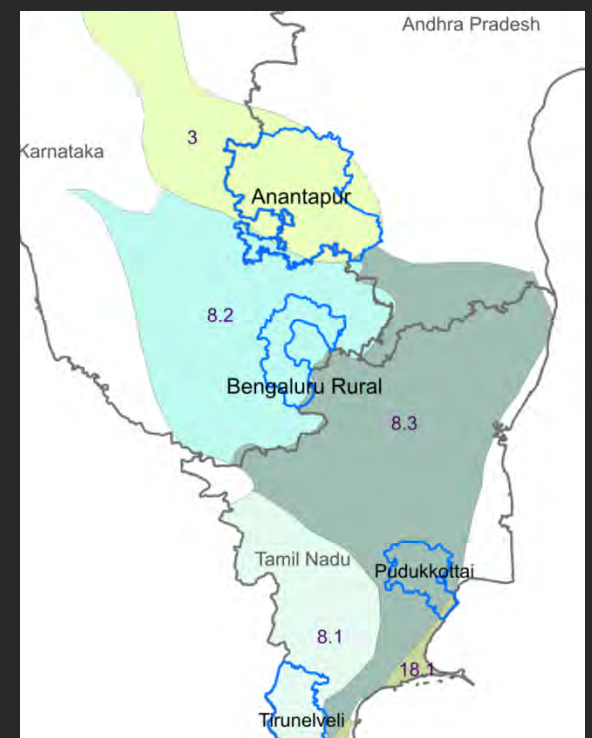 Andhra Pradesh
3
Karnataka
Anantapur
8.2
Bengaluru Rural
8.3
Tamil Nadu
Pudukkottai
8.1
18.1
Tirunelveli